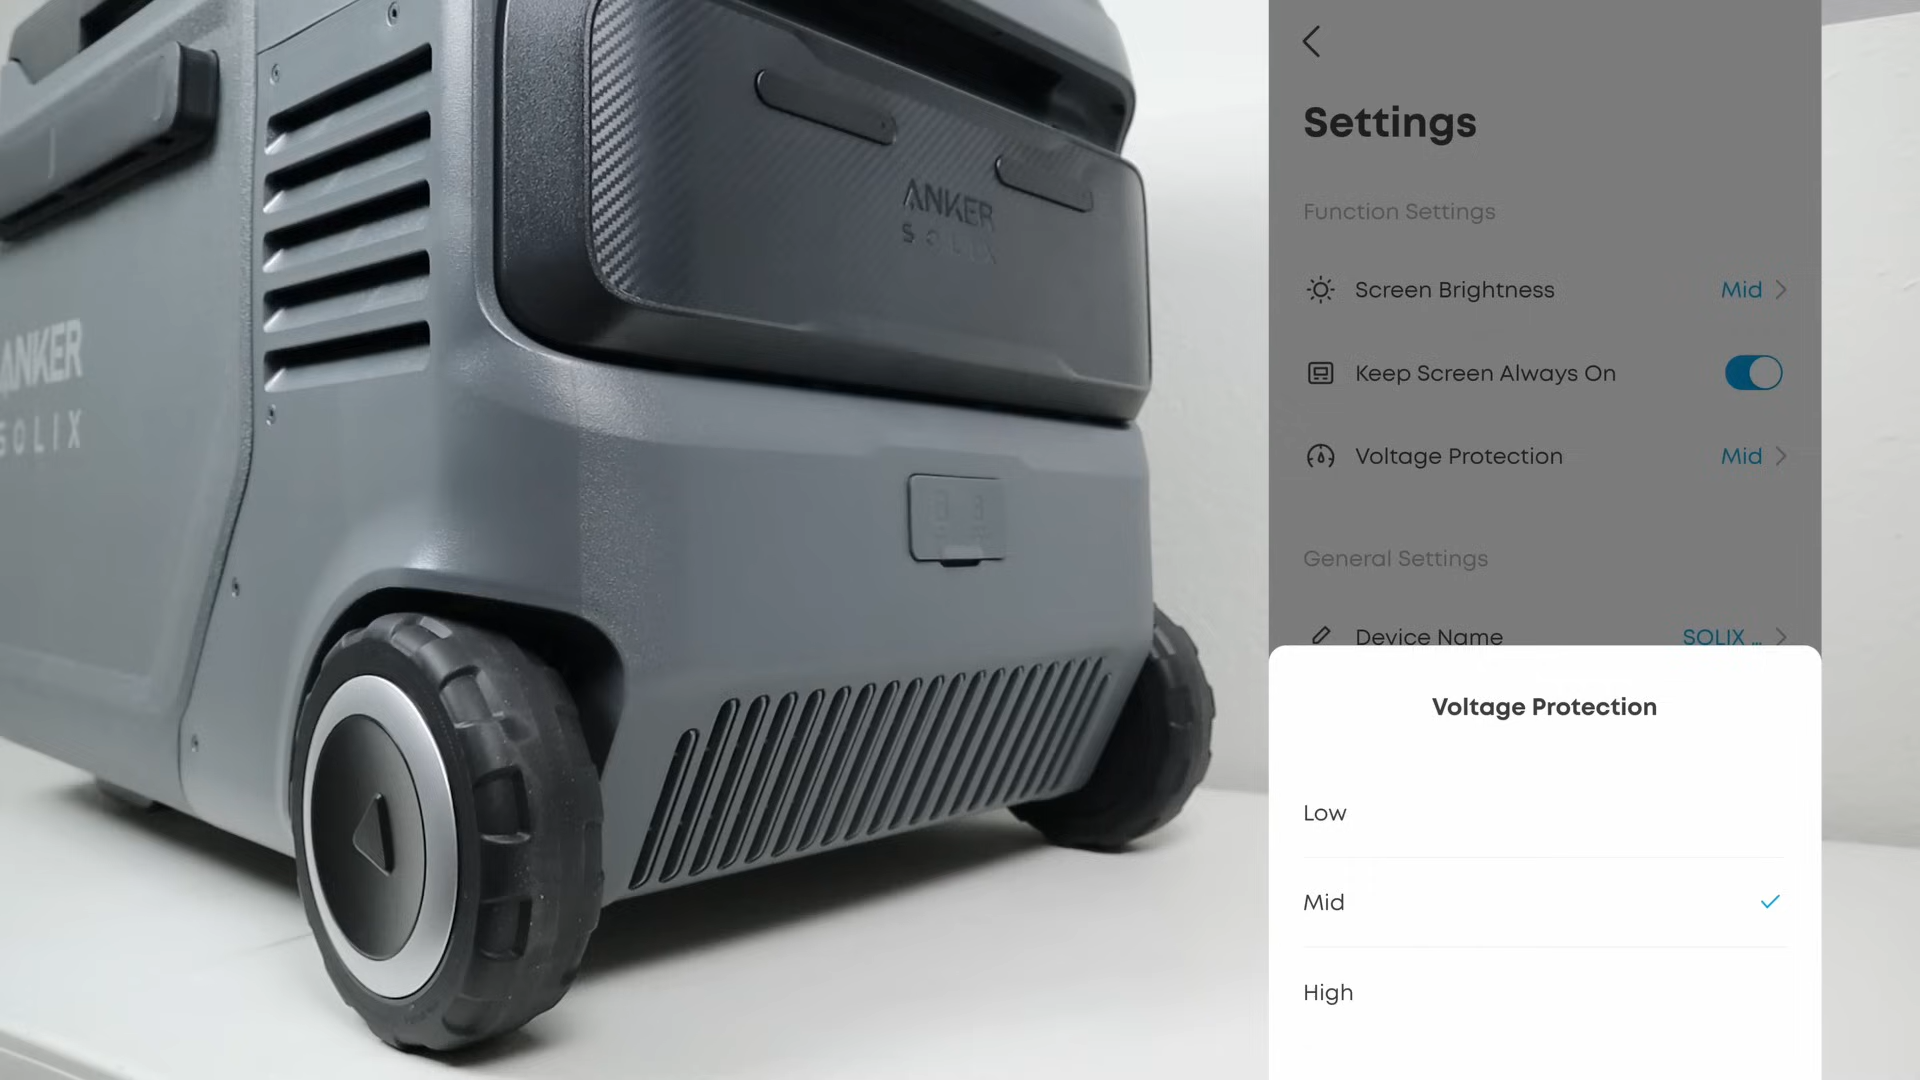 ANKER
SOLIX
ANKER
SOLIX
Settings
Function Settings
Screen Brightness Mid
Keep Screen Always On
Voltage Protection Mid
General Settings
Device Name SOLIX ...
Voltage Protection
Low
Mid
High